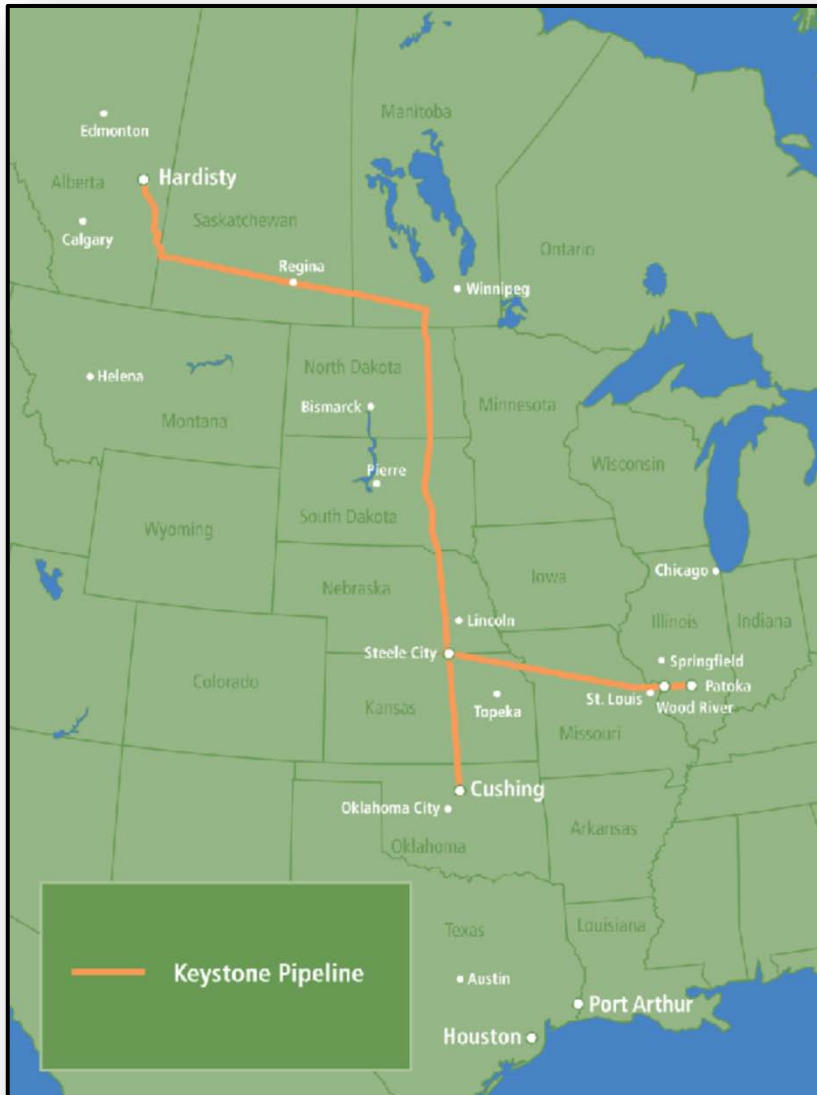 Edmonton
Manitoba
Hardisty
Alberta
Saskatchewan
Calgary
Ontario
Regina
Winnipeg
Helena
North Dakota
Minnesota
Bismarck
Montana
Wisconsin
Pierre
South Dakota
Wyoming
Chicago
Iowa
Nebraska
Lincoln
Illinois
Indiana
Steele City
Springfield
Colorado
Patoka
Kansas
Topeka
St. Louis
Wood River
Missouri
Cushing
Oklahoma City
Arkansas
Oklahoma
Texas
Louisiana
Keystone Pipeline
Austin
Port Arthur
Houston